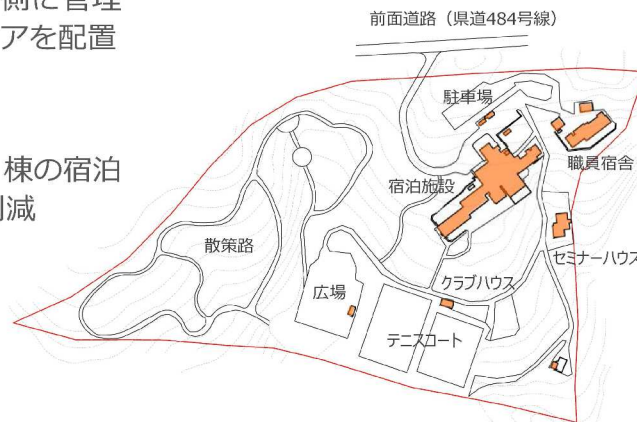 側に管理
アを配置
棟の宿泊
減
前面道路（県道484号線）
駐車場
職員宿舎
宿泊施設
散策路
セミナーハウス
クラブハウス
広場
テニスコート